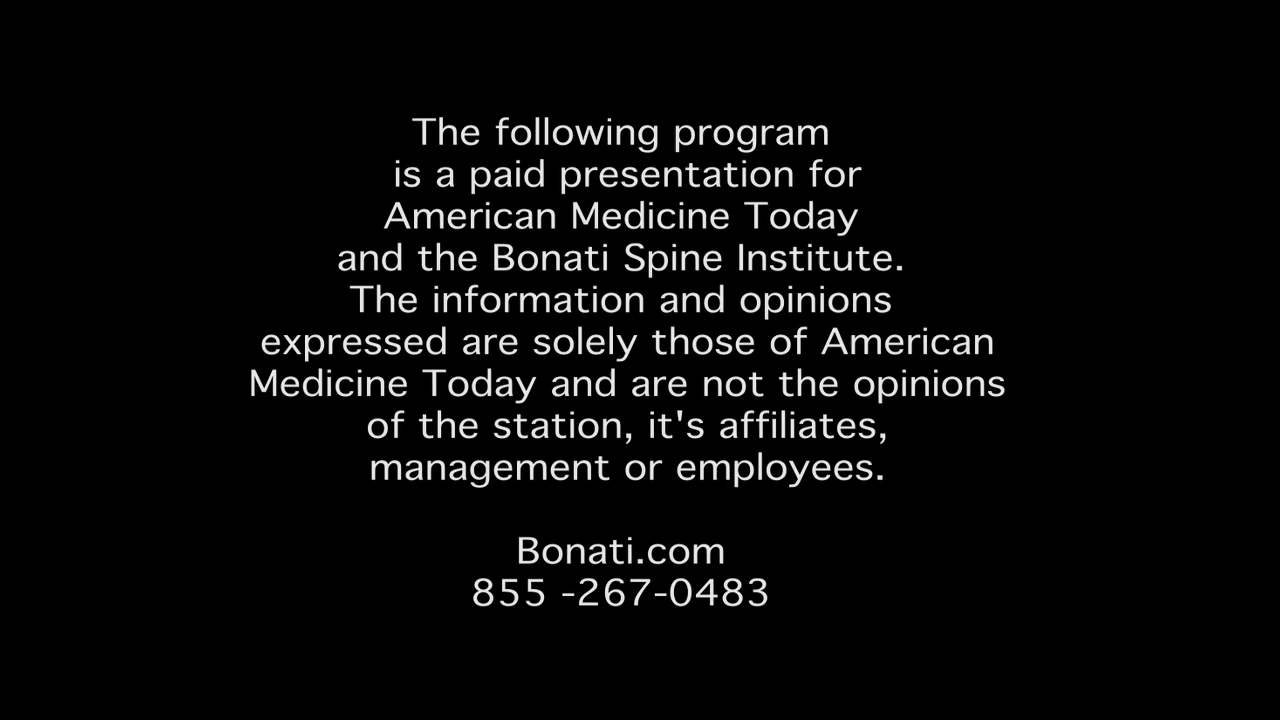 The following program
is a paid presentation for
American Medicine Today
and the Bonati Spine Institute.
The information and opinions
expressed are solely those of American
Medicine Today and are not the opinions
of the station, it's affiliates,
management or employees.
Bonati.com
855 -267-0483